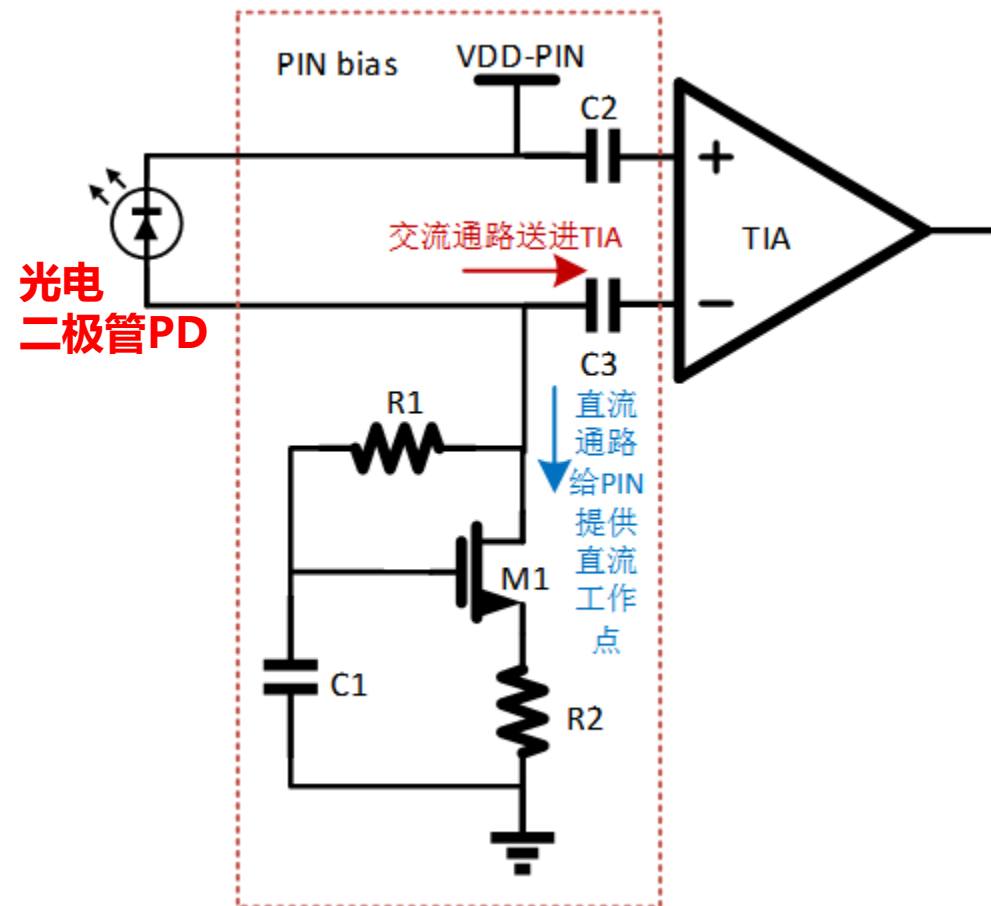 PIN bias
VDD-PIN
C2
+
交流通路送进TIA
TIA
光电
二极管PD
−
C3
R1
直流
通路
给PIN
提供
直流
工作
点
M1
C1
R2